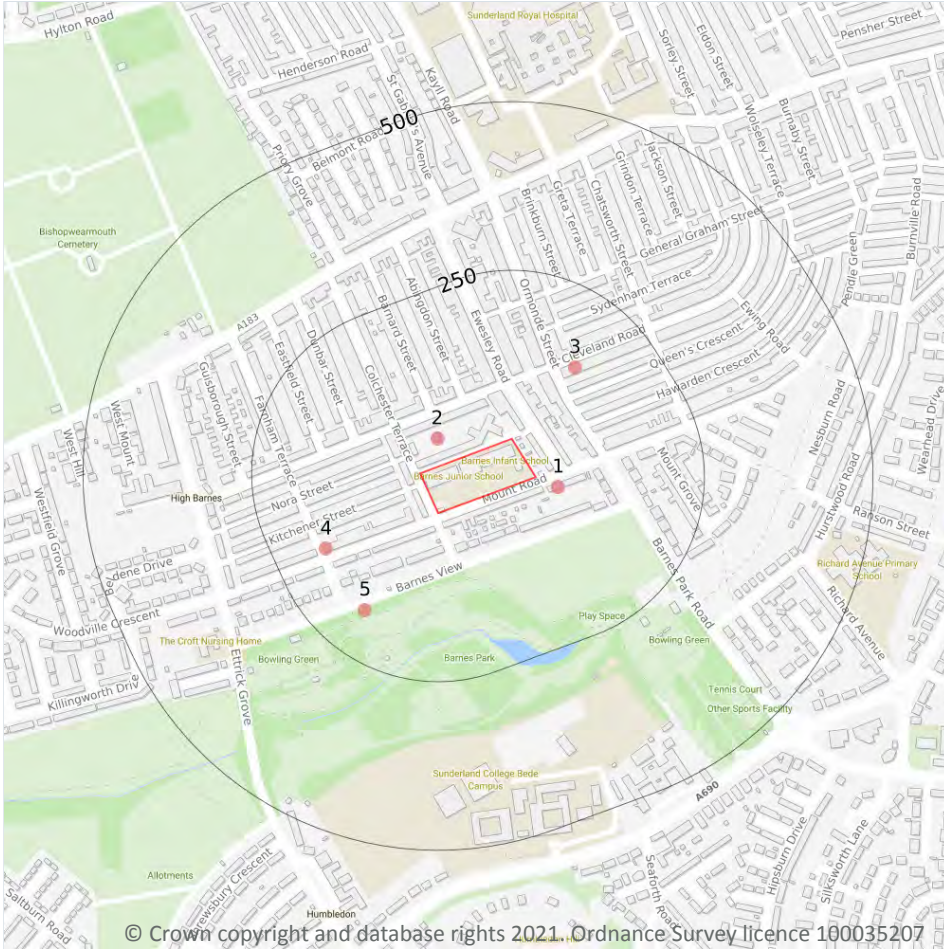 Hylton Road
Sunderland Royal Hospital
Sorley Street
Eidon Street
Pensher Street
Henderson Road
Kayll Road
500
Belmont Road
Priory Grove
Jackson Street
Wolseley Terrace
Burnaby Street
Grindon Terrace
Chatsworth Street
Greta Terrace
Brinkburn Street
Burnville Road
General Graham Street
Bishopwearmouth
Cemetery
Pendle Green
250
Sydenham Terrace
Ormonde Street
Abingdon Street
Barnard Street
Ewesley Road
A183
Ewing Road
Cleveland Road
3
Queen's Crescent
Dunbar Street
Eastfield Street
Hawarden Crescent
Guisborough Street
Colchester Terrace
Farnham Terrace
West Mount
West Hill
Nesburn Road
Wearhead Drive
2
Barnes Infant School
Barnes Junior School
1
Mount Road
Mount Grove
Hurstwood Road
High Barnes
Nora Street
Westfield Grove
Kitchener Street
4
Ranson Street
Barnes Park Road
Richard Avenue Primary
School
Barnes View
5
Richard Avenue
Woodville Crescent
Play Space
The Croft Nursing Home
Bowling Green
Bowling Green
Barnes Park
Ettrick Grove
Killingworth Driv
Tennis Court
Other Sports Facility
Sunderland College Bede
Campus
A690
Hipsburn Drive
Silksworth Lane
Seaforth Road
Allotments
rewsbury Crescent
Saltburn Road
Humbledon
© Crown copyright and database rights 2021. Ordnance Survey licence 100035207